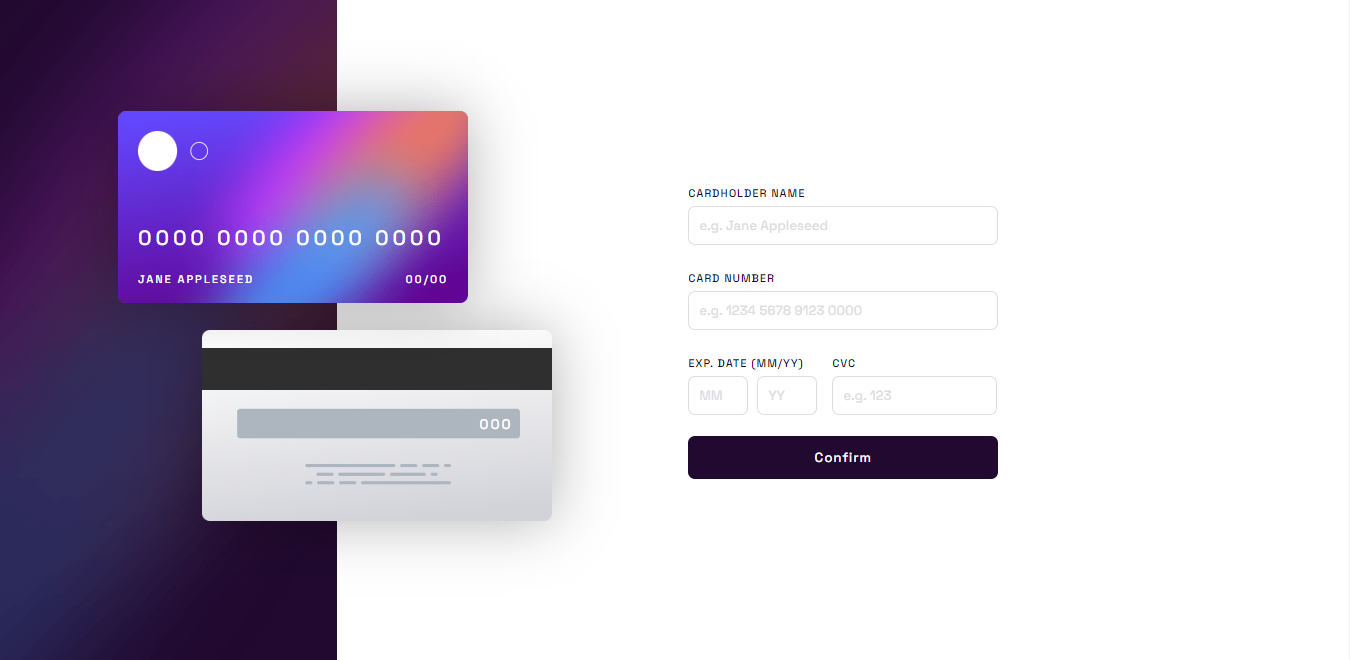 0000 0000 0000 0000
JANE APPLESEED 00/00
000
CARDHOLDER NAME
e.g. Jane Appleseed
CARD NUMBER
e.g. 1234 5678 9123 0000
EXP. DATE (MM/YY) CVC
MM YY e.g. 123
Confirm